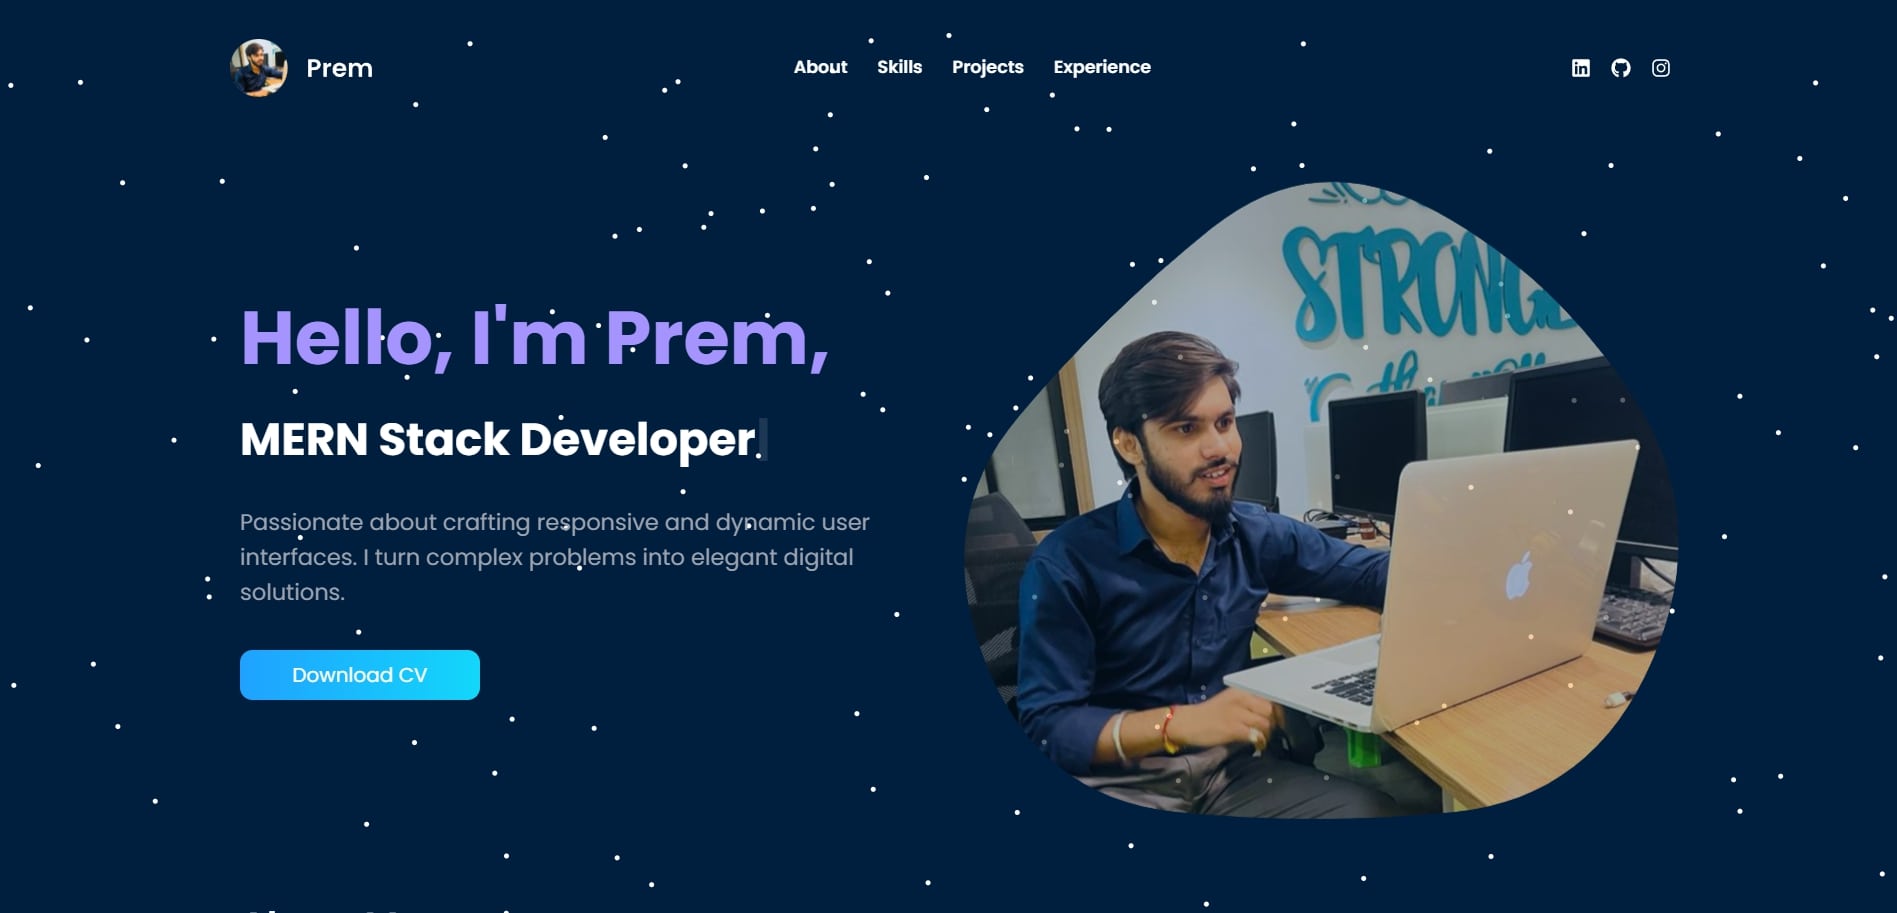 Prem
About Skills Projects Experience
Hello, I'm Prem,
MERN Stack Developer
Passionate about crafting responsive and dynamic user
interfaces. I turn complex problems into elegant digital
solutions.
Download CV